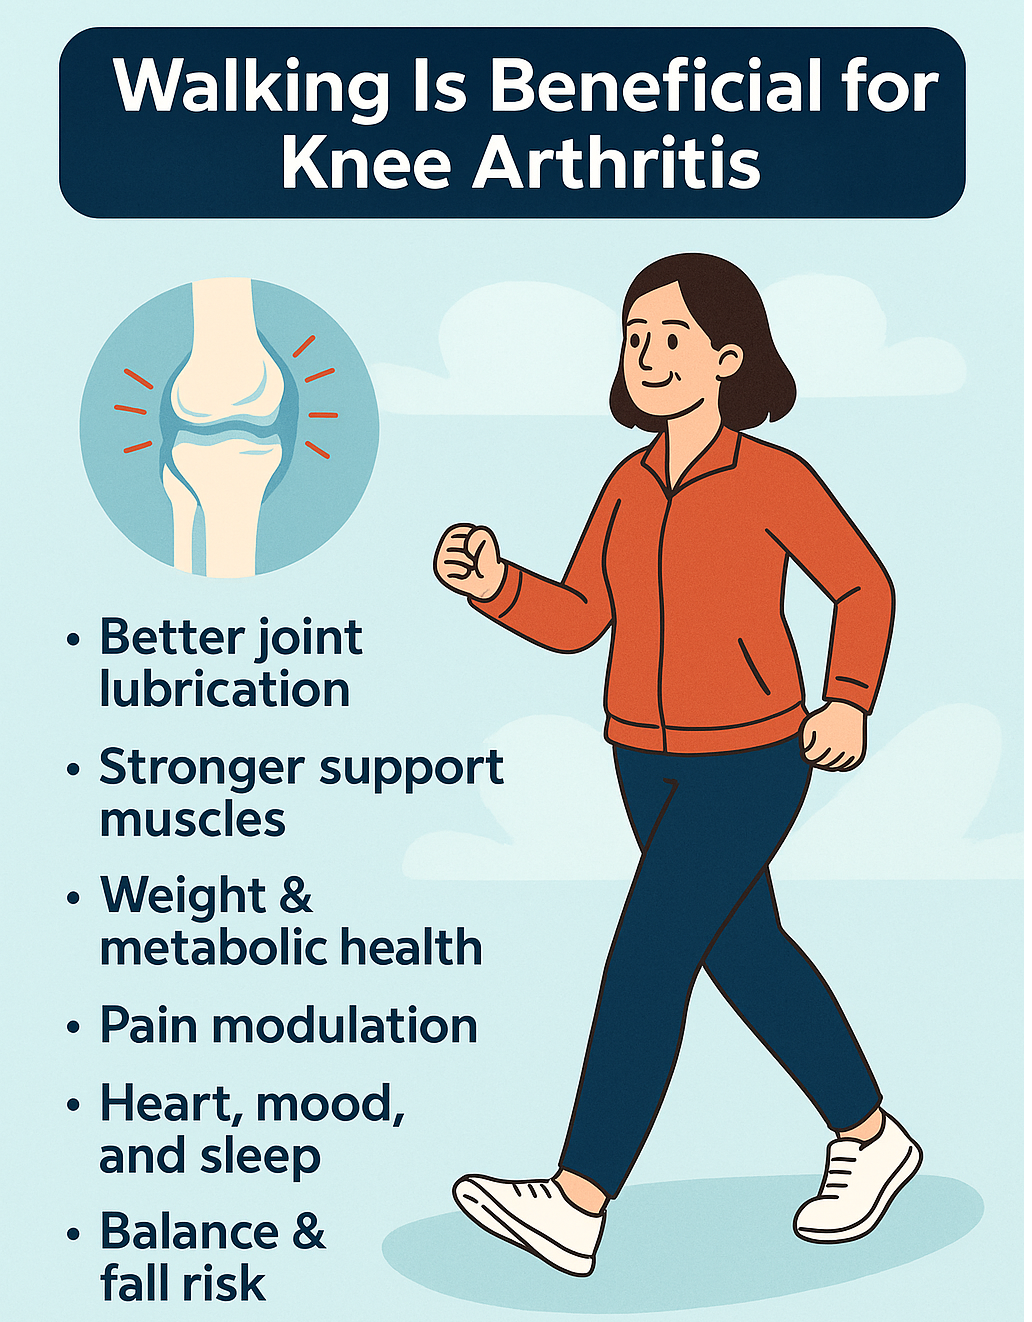 Walking Is Beneficial for
Knee Arthritis
• Better joint
lubrication
• Stronger support
muscles
• Weight &
metabolic health
• Pain modulation
• Heart, mood,
and sleep
• Balance &
fall risk